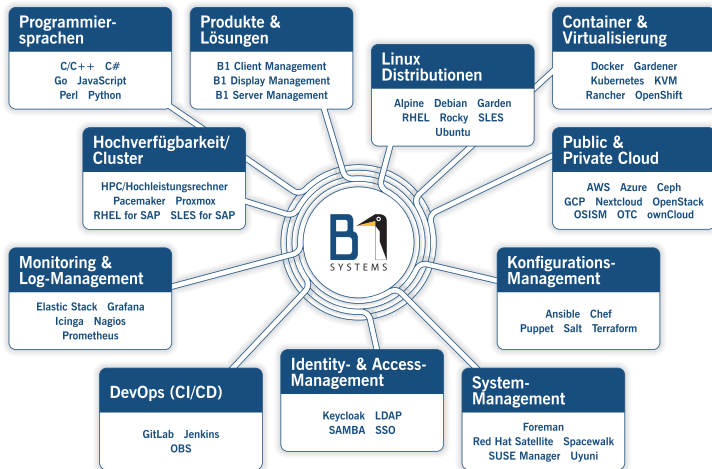 Programmier-
sprachen
C/C++ C#
Go JavaScript
Perl Python
Produkte &
Lösungen
B1 Client Management
B1 Display Management
B1 Server Management
Linux
Distributionen
Alpine Debian Garden
RHEL Rocky SLES
Ubuntu
Container &
Virtualisierung
Docker Gardener
Kubernetes KVM
Rancher OpenShift
Hochverfügbarkeit/
Cluster
HPC/Hochleistungsrechner
Pacemaker Proxmox
RHEL for SAP SLES for SAP
Public &
Private Cloud
AWS Azure Ceph
GCP Nextcloud OpenStack
OSISM OTC ownCloud
B1
SYSTEMS
Monitoring &
Log-Management
Elastic Stack Grafana
Icinga Nagios
Prometheus
Konfigurations-
Management
Ansible Chef
Puppet Salt Terraform
DevOps (CI/CD)
GitLab Jenkins
OBS
Identity- & Access-
Management
Keycloak LDAP
SAMBA SSO
System-
Management
Foreman
Red Hat Satellite Spacewalk
SUSE Manager Uyuni